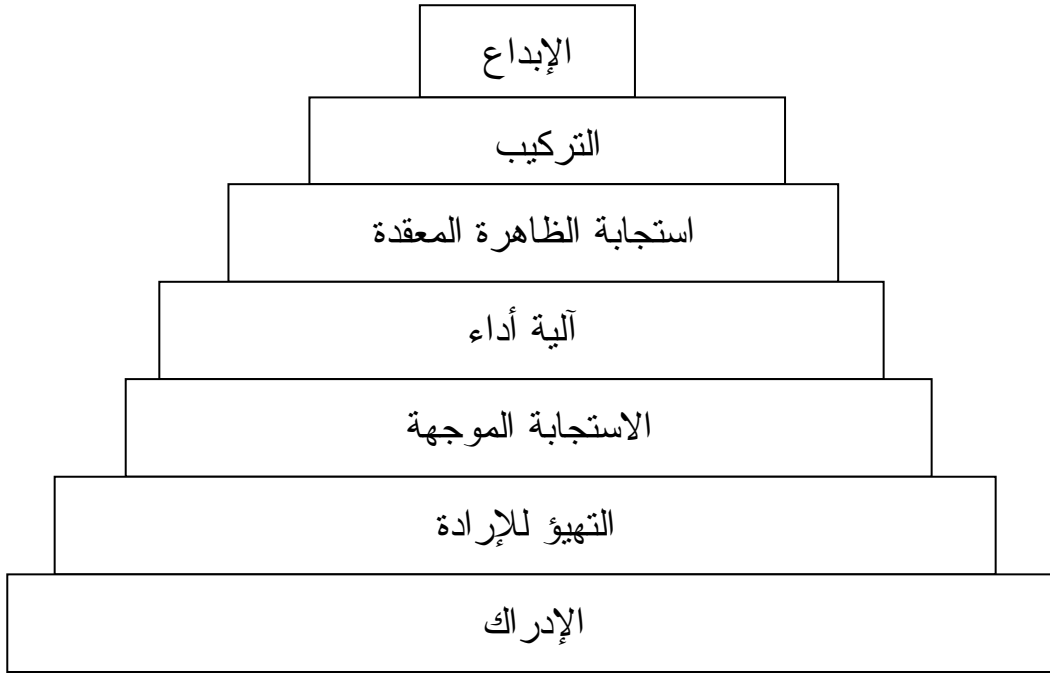 الإبداع
التركيب
استجابة الظاهرة المعقدة
آلية أداء
الاستجابة الموجهة
التهيؤ للإرادة
الإدراك